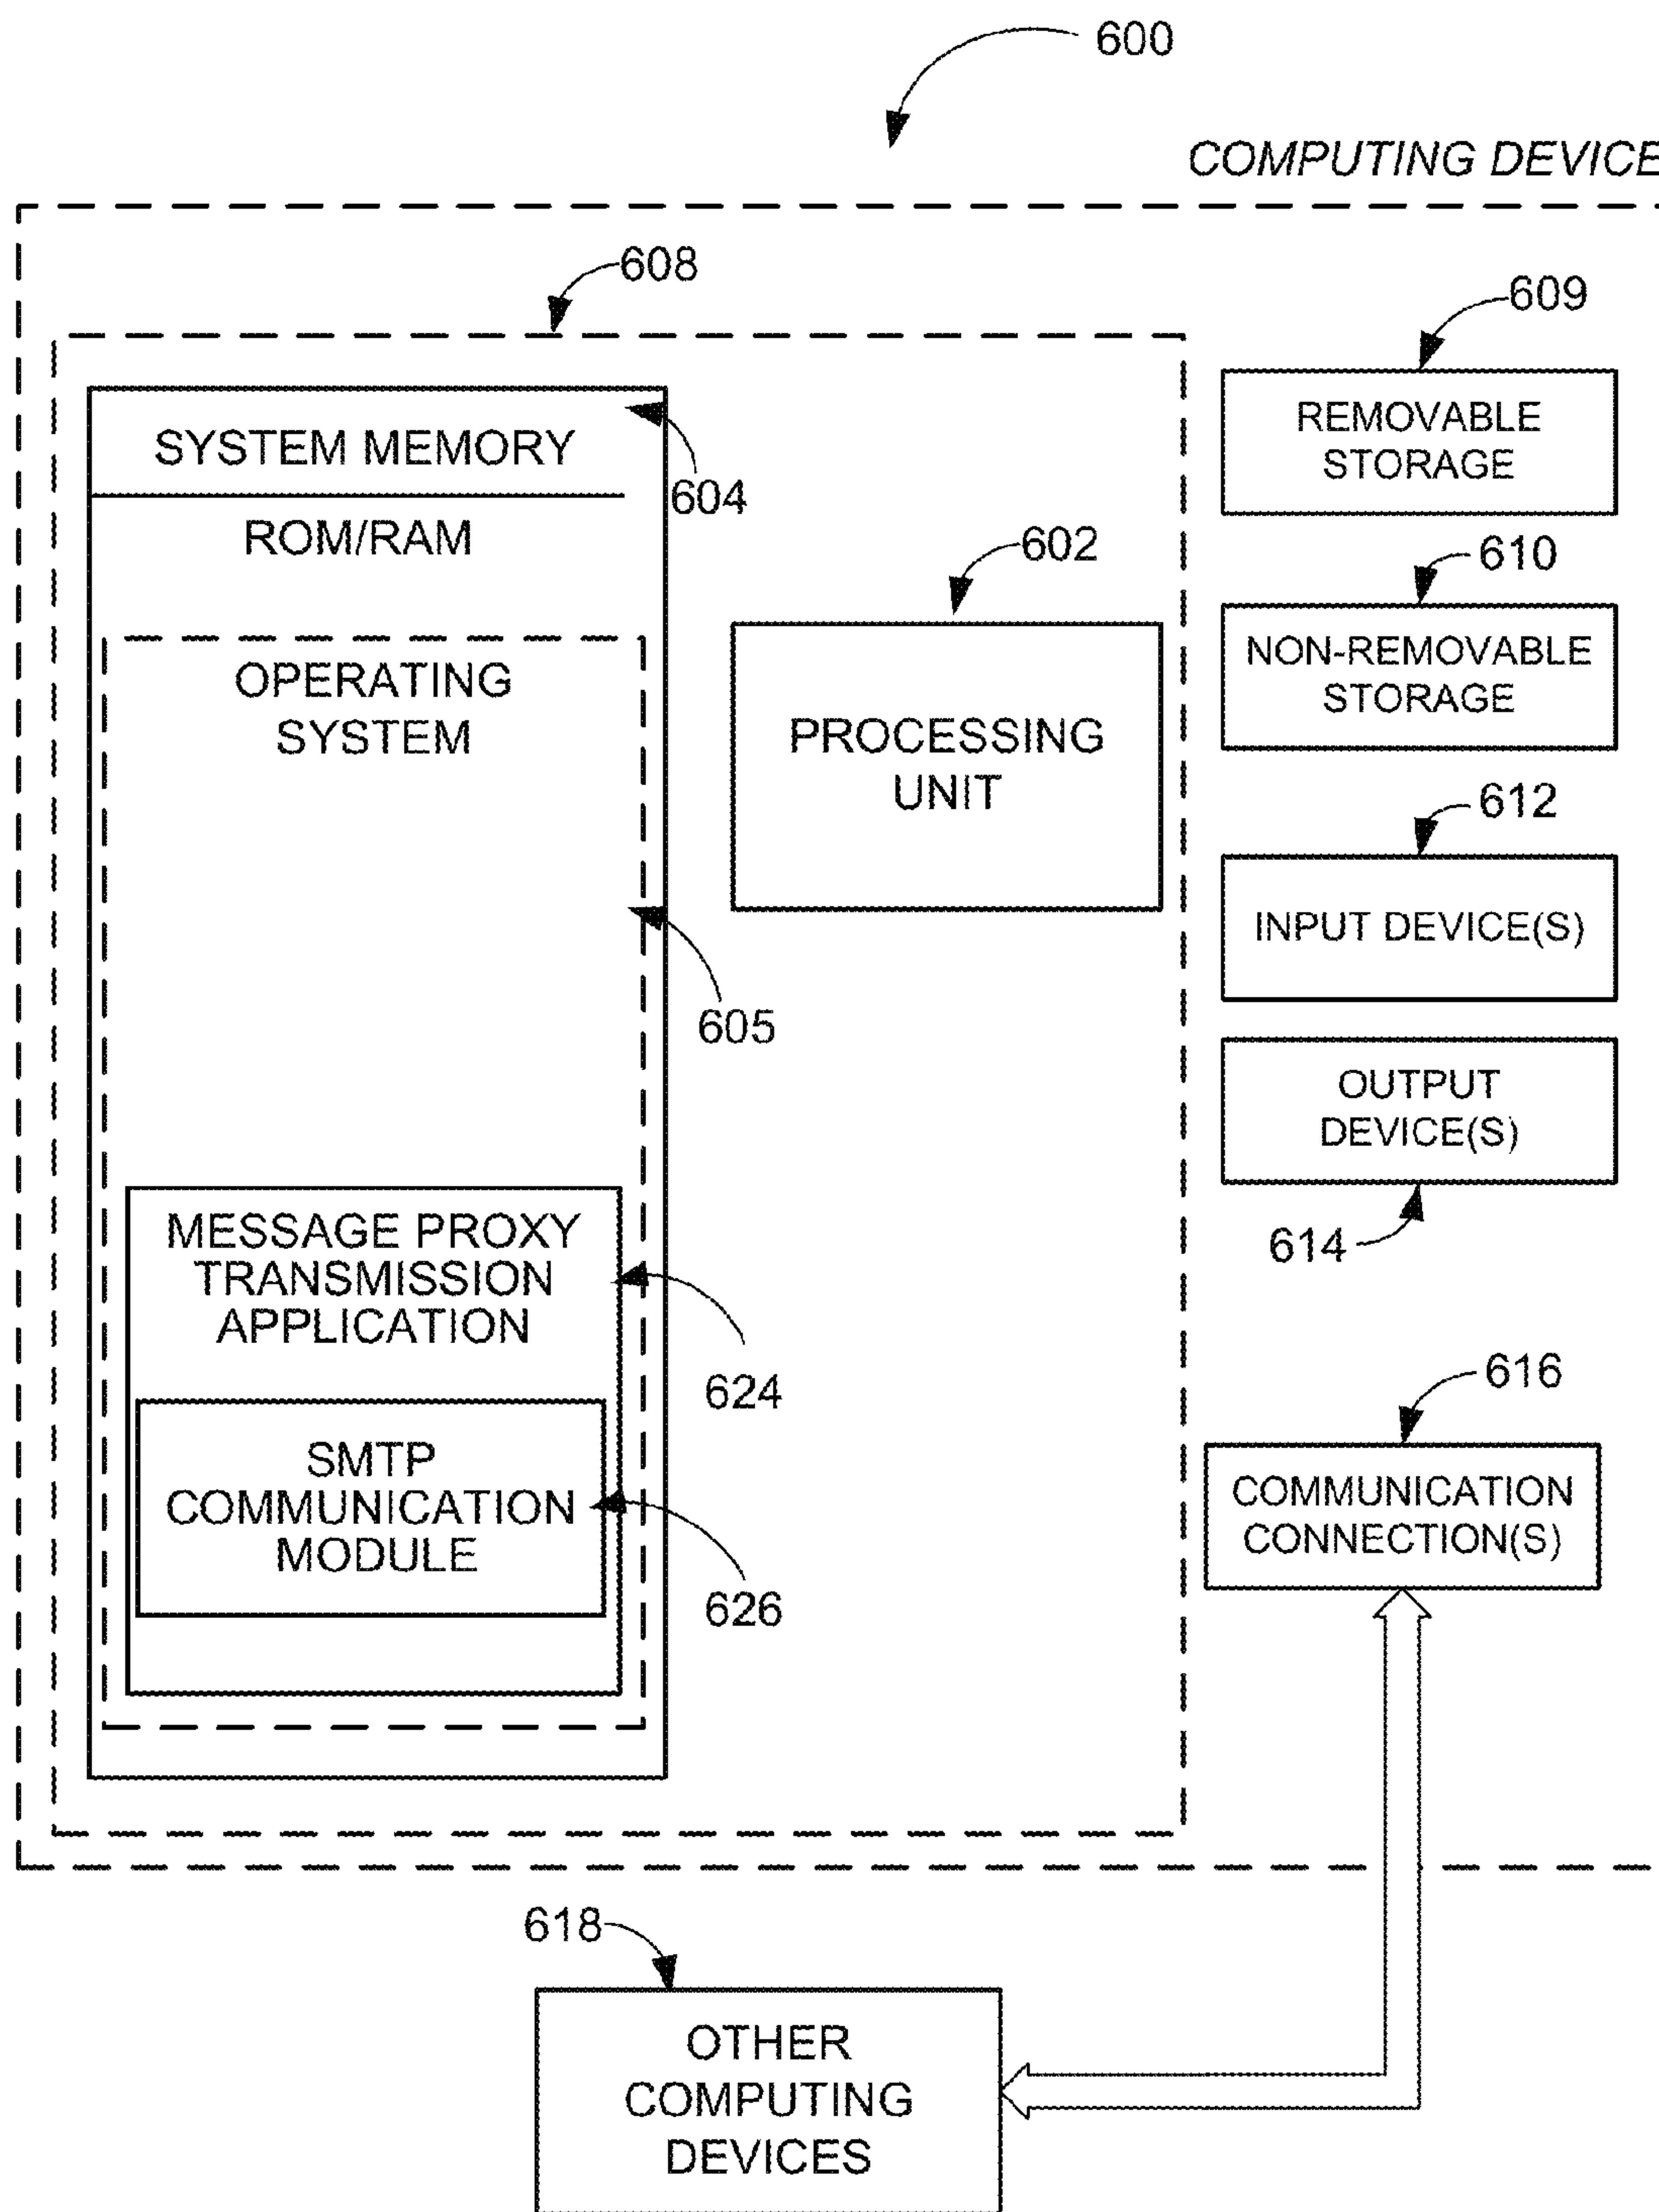 600
COMPUTING DEVICE
608
609
SYSTEM MEMORY
604
ROM/RAM
REMOVABLE
STORAGE
602
610
OPERATING
SYSTEM
PROCESSING
UNIT
NON-REMOVABLE
STORAGE
612
INPUT DEVICE(S)
605
OUTPUT
DEVICE(S)
614
MESSAGE PROXY
TRANSMISSION
APPLICATION
624
616
SMTP
COMMUNICATION
MODULE
626
COMMUNICATION
CONNECTION(S)
618
OTHER
COMPUTING
DEVICES